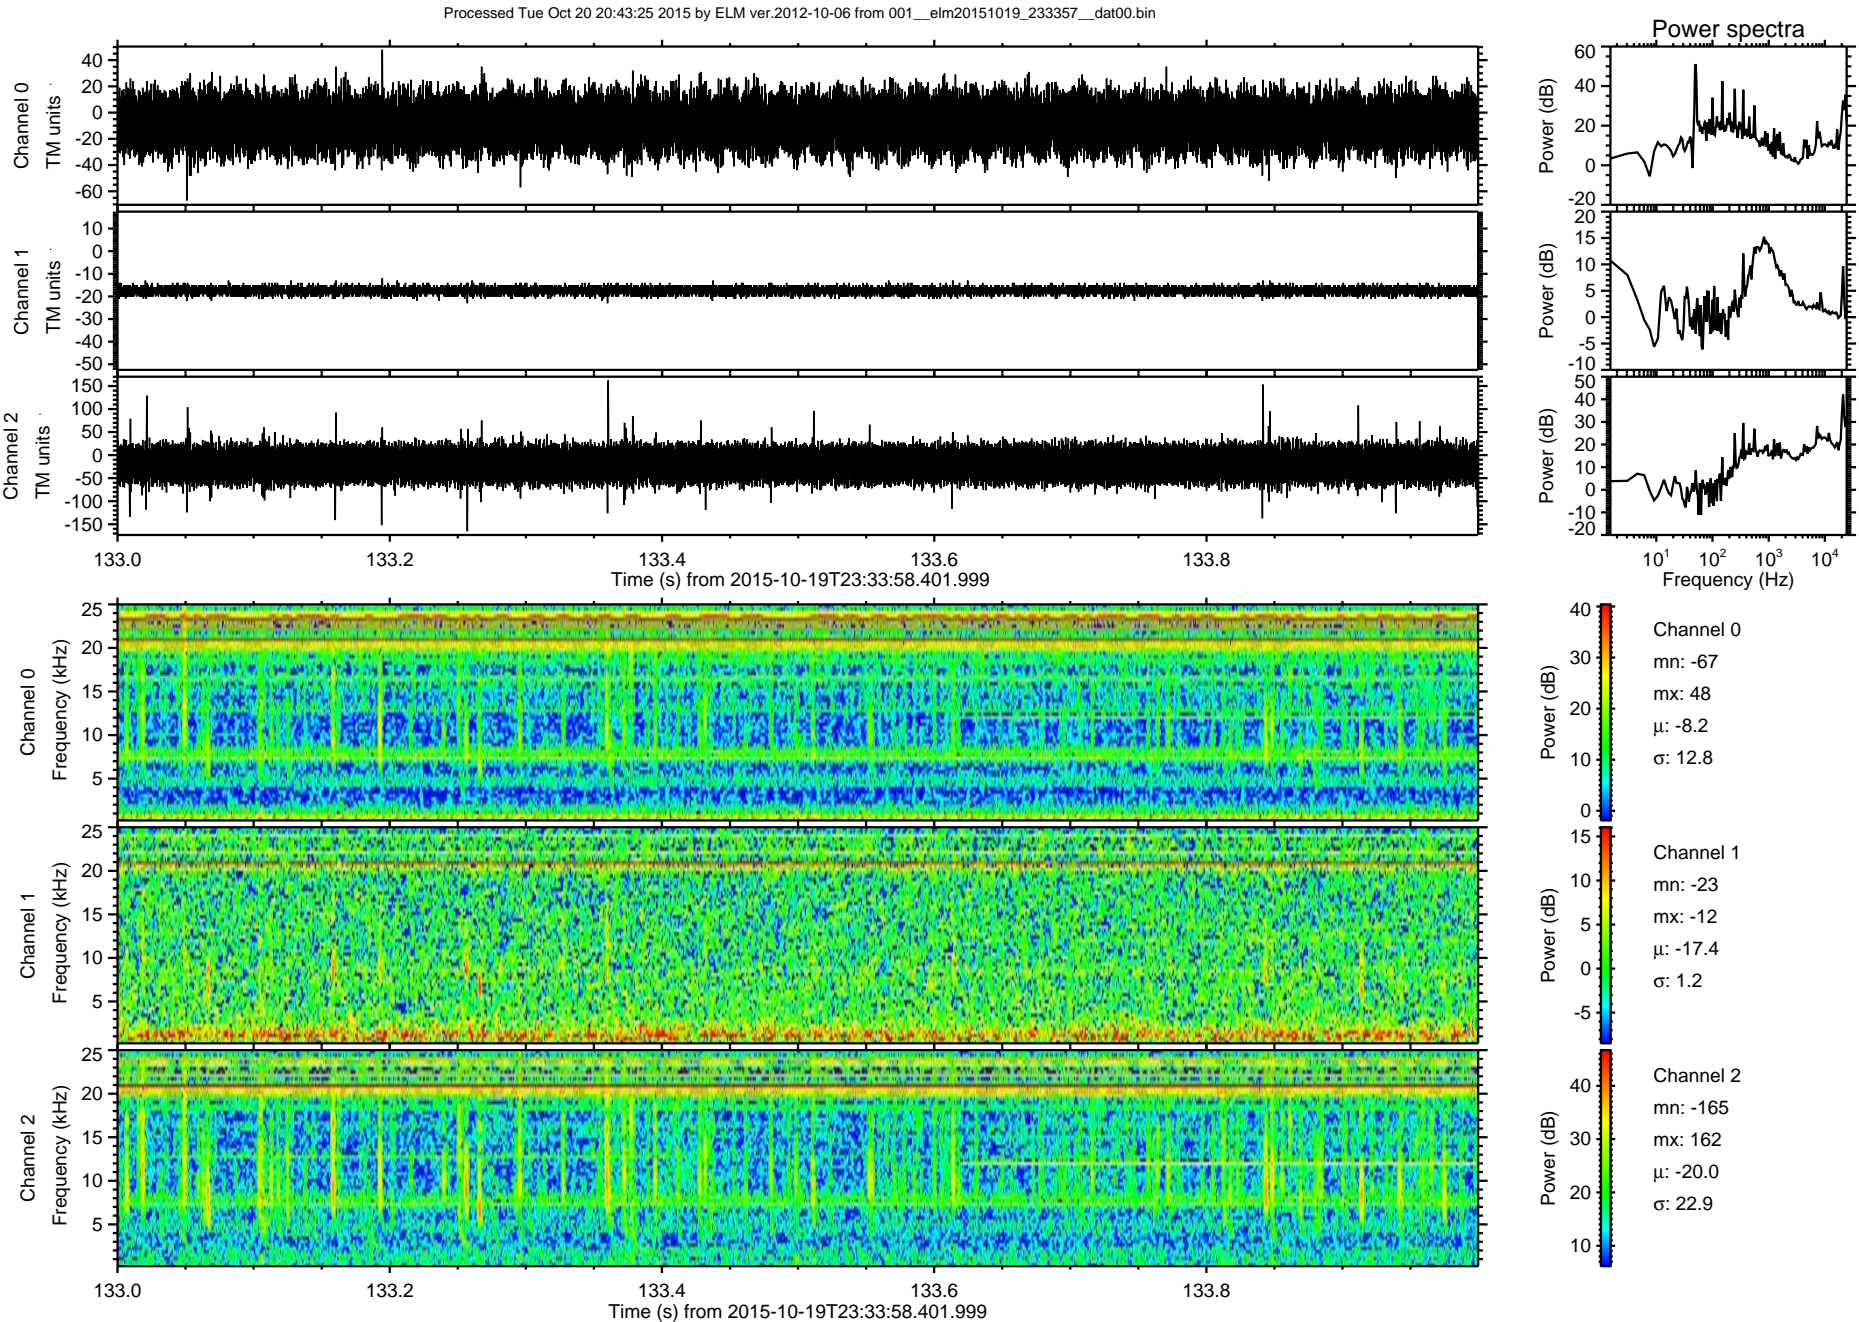 Processed Tue Oct 20 20:43:25 2015 by ELM ver.2012-10-06 from 001__elm20151019_233357__dat00.bin
Power spectra
Channel 0
TM units
40
20
0
-20
-40
-60
Power (dB)
60
40
20
0
-20
Channel 1
TM units
10
0
-10
-20
-30
-40
-50
Power (dB)
20
15
10
5
0
-5
-10
Channel 2
TM units
150
100
50
0
-50
-100
-150
Power (dB)
50
40
30
20
10
0
-10
-20
133.0 133.2 133.4 133.6 133.8
Time (s) from 2015-10-19T23:33:58.401.999
10¹ 10² 10³ 10⁴
Frequency (Hz)
Channel 0
Frequency (kHz)
25
20
15
10
5
Power (dB)
40
30
20
10
0
Channel 0
mn: -67
mx: 48
μ: -8.2
σ: 12.8
Channel 1
Frequency (kHz)
25
20
15
10
5
Power (dB)
15
10
5
0
-5
Channel 1
mn: -23
mx: -12
μ: -17.4
σ: 1.2
Channel 2
Frequency (kHz)
25
20
15
10
5
Power (dB)
40
30
20
10
Channel 2
mn: -165
mx: 162
μ: -20.0
σ: 22.9
133.0 133.2 133.4 133.6 133.8
Time (s) from 2015-10-19T23:33:58.401.999